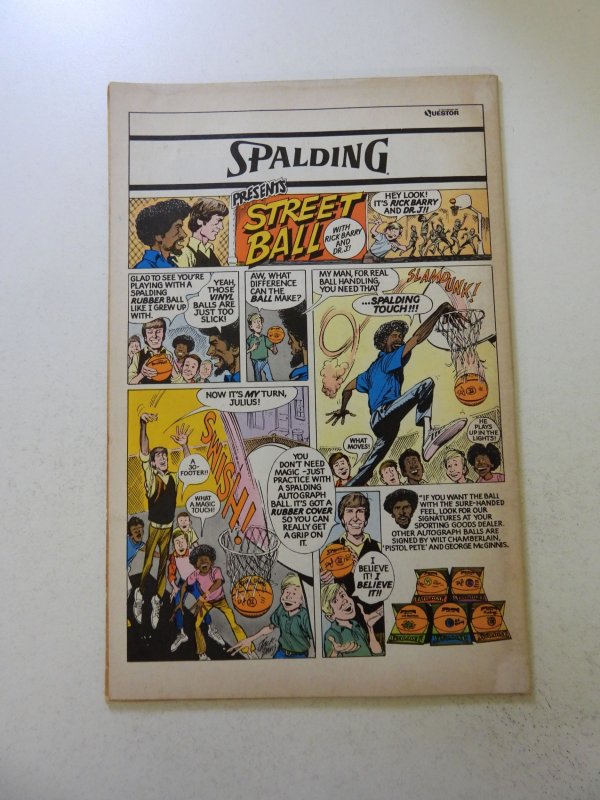 QUESTOR
SPALDING
PRESENTS
STREET
BALL
WITH
RICK BARRY
AND
DR.J!
HEY LOOK!
IT'S RICK BARRY
AND DR.J!!
GLAD TO SEE YOU'RE
PLAYING WITH A
SPALDING
RUBBER BALL
LIKE I GREW UP
WITH.
YEAH,
THOSE
VINYL
BALLS ARE
JUST TOO
SLICK!
AW, WHAT
DIFFERENCE
CAN THE
BALL MAKE?
MY MAN, FOR REAL
BALL HANDLING,
YOU NEED THAT
...SPALDING
TOUCH!!!
SLAMDUNK!
WHAT
MOVES!
HE
PLAYS
UP IN THE
LIGHTS!
NOW IT'S MY TURN,
JULIUS!
A
30-
FOOTER!!
WHAT
A MAGIC
TOUCH!
SWISH!
YOU
DON'T NEED
MAGIC -JUST
PRACTICE WITH
A SPALDING
AUTOGRAPH
BALL. IT'S GOT A
RUBBER COVER
SO YOU CAN
REALLY GET
A GRIP ON
IT.
I
BELIEVE
IT! I
BELIEVE
IT!!
"IF YOU WANT THE BALL
WITH THE SURE-HANDED
FEEL, LOOK FOR OUR
SIGNATURES AT YOUR
SPORTING GOODS DEALER.
OTHER AUTOGRAPH BALLS ARE
SIGNED BY WILT CHAMBERLAIN,
'PISTOL PETE' AND GEORGE McGINNIS.